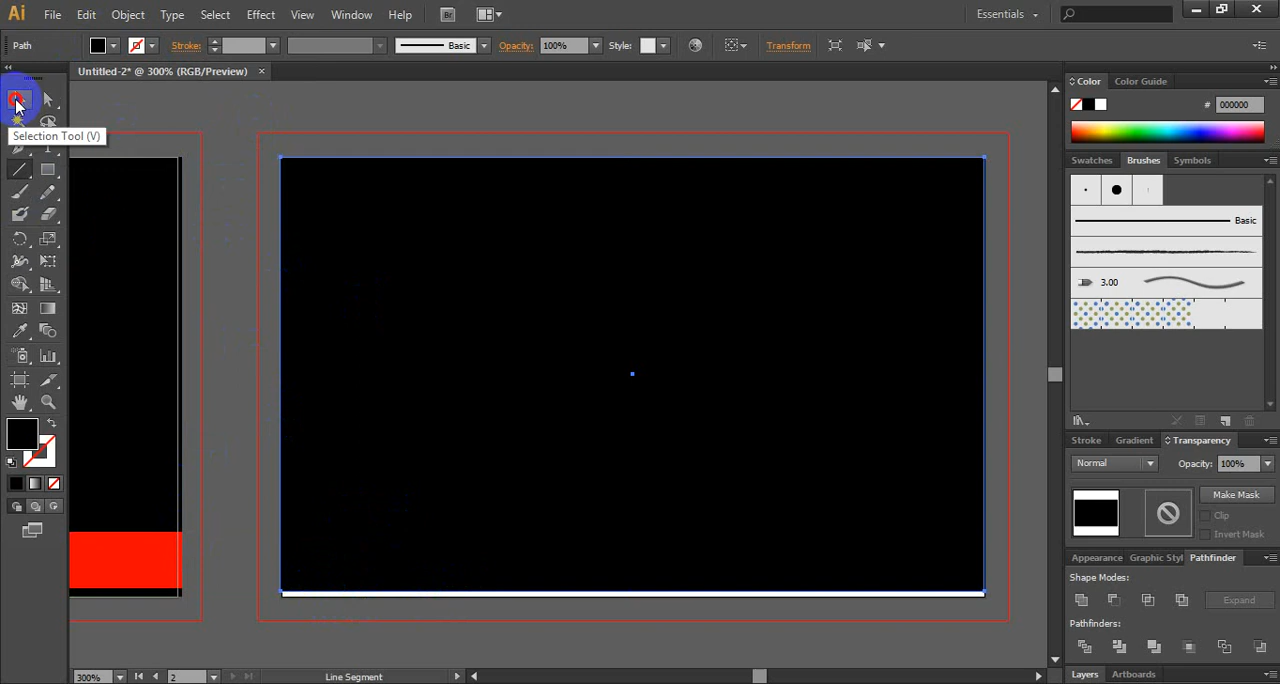 Ai File Edit Object Type Select Effect View Window Help Br Essentials
Path Stroke: Basic Opacity: 100% Style: Transform
Untitled-2* @ 300% (RGB/Preview) ×
Color Color Guide
# 000000
Selection Tool (V)
T
Swatches Brushes Symbols
Basic
3.00
Stroke Gradient Transparency
Normal Opacity: 100%
Make Mask
Clip
Invert Mask
Appearance Graphic Styl Pathfinder
Shape Modes:
Expand
Pathfinders:
300% 2 Line Segment Layers Artboards